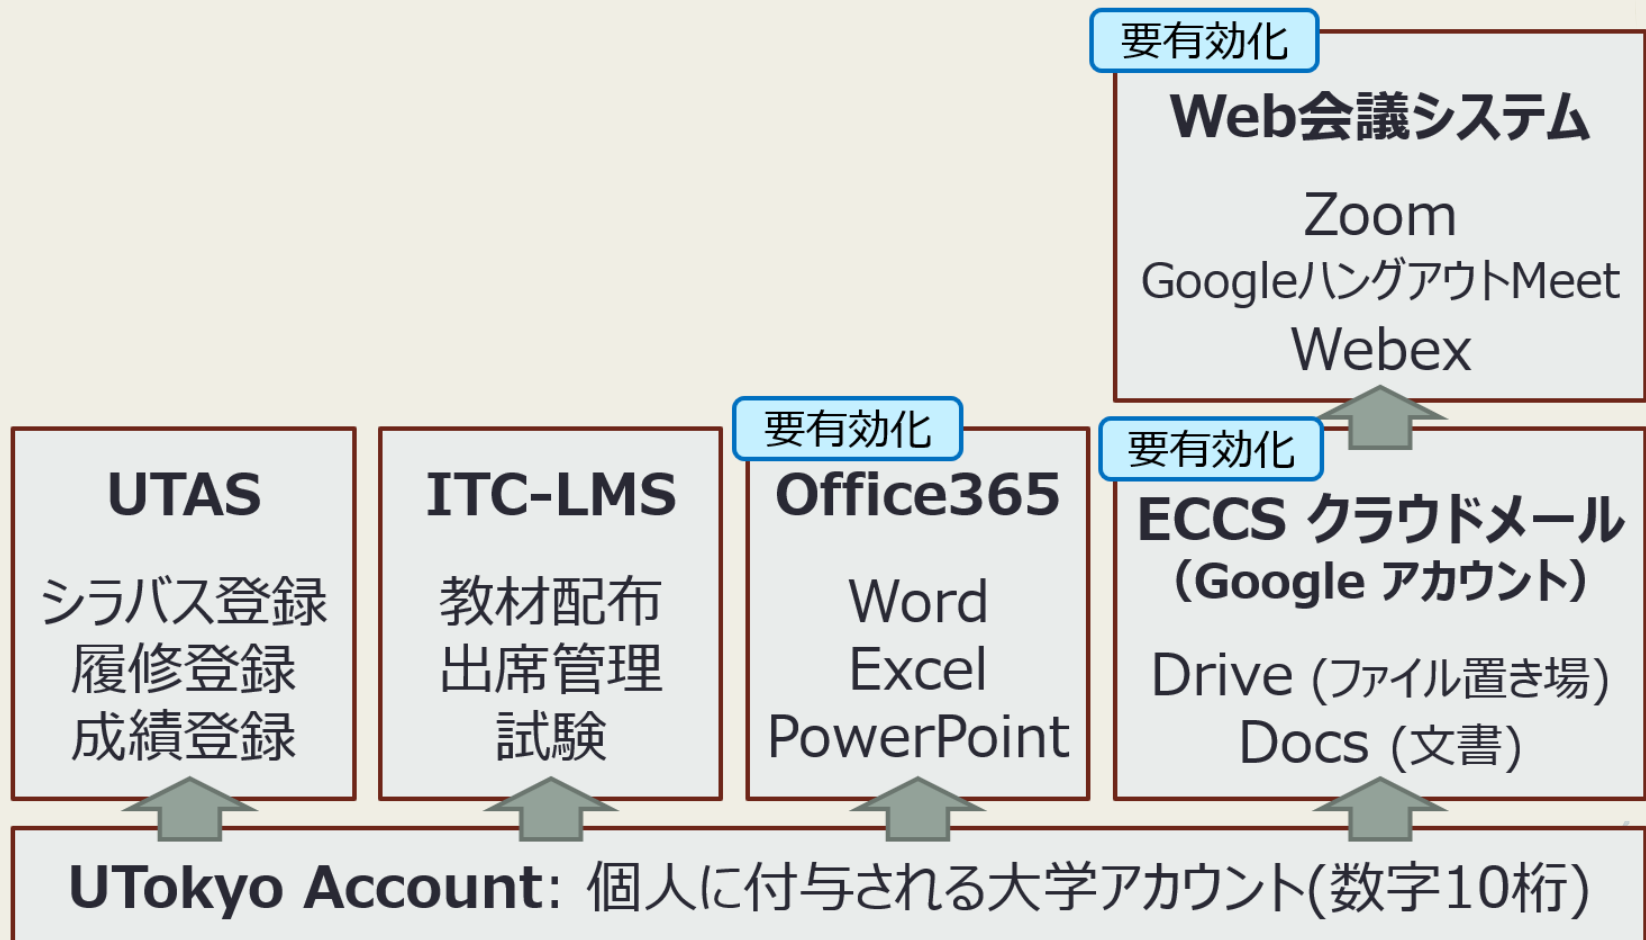 要有効化
Web会議システム
Zoom
GoogleハングアウトMeet
Webex
UTAS
シラバス登録
履修登録
成績登録
ITC-LMS
教材配布
出席管理
試験
要有効化
Office365
Word
Excel
PowerPoint
要有効化
ECCS クラウドメール
（Google アカウント）
Drive (ファイル置き場)
Docs (文書)
UTokyo Account: 個人に付与される大学アカウント(数字10桁)